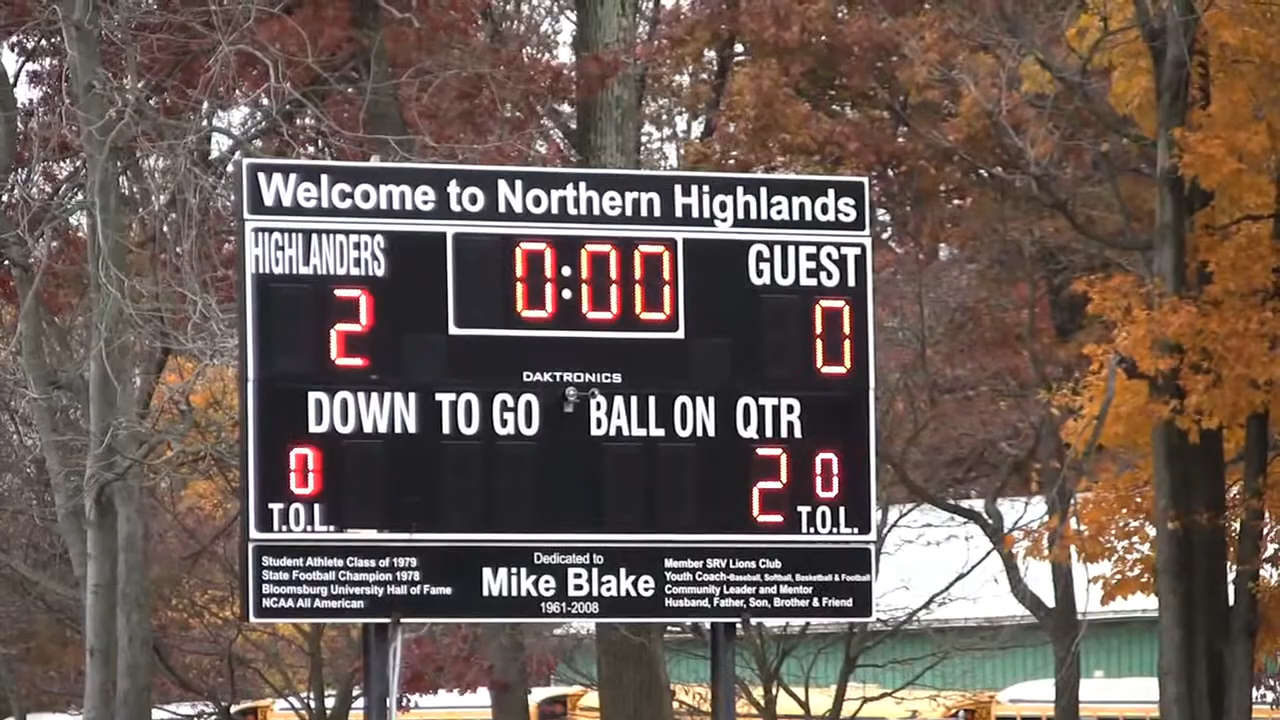 Welcome to Northern Highlands
HIGHLANDERS 0:00 GUEST
2 0
DAKTRONICS
DOWN TO GO BALL ON QTR
0 2 0
T.O.L. T.O.L.
Student Athlete Class of 1979
State Football Champion 1978
Bloomsburg University Hall of Fame
NCAA All American
Dedicated to
Mike Blake
1961-2008
Member SRV Lions Club
Youth Coach-Baseball, Softball, Basketball & Football
Community Leader and Mentor
Husband, Father, Son, Brother & Friend